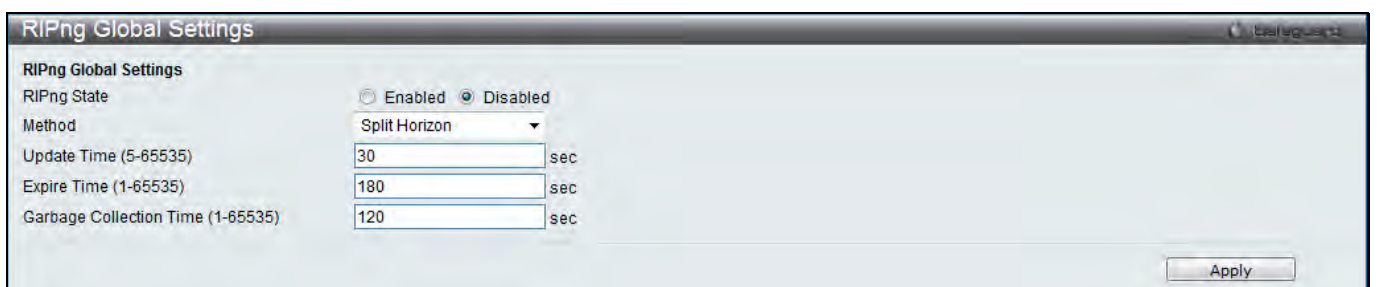 RIPng Global Settings
Safeguard
RIPng Global Settings
RIPng State Enabled Disabled
Method Split Horizon
Update Time (5-65535) 30 sec
Expire Time (1-65535) 180 sec
Garbage Collection Time (1-65535) 120 sec
Apply